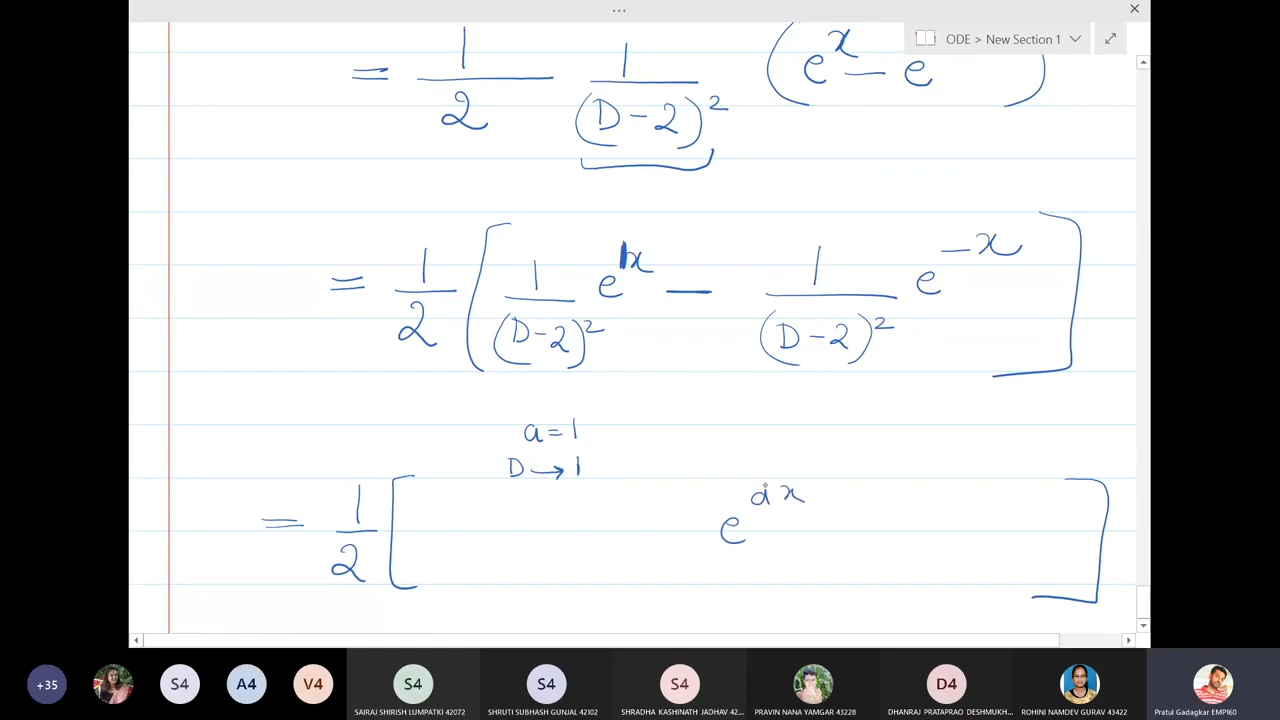 ODE > New Section 1
= 1/2 1/(D-2)² (e^x - e
= 1/2 [ 1/(D-2)² e^1x - 1/(D-2)² e^-x ]
a = 1
D → 1
= 1/2 [ e^ax ]
+35 S4 A4 V4 S4 S4 S4 D4
SAIRAJ SHIRISH LUMPATKI 42072 SHRUTI SUBHASH GUNJAL 42102 SHRADHA KASHINATH JADHAV 42... PRAVIN NANA YAMGAR 43228 DHANRAJ PRATAPRAO DESHMUKH... ROHINI NAMDEV GURAV 43422 Pratul Gadagkar EMP160